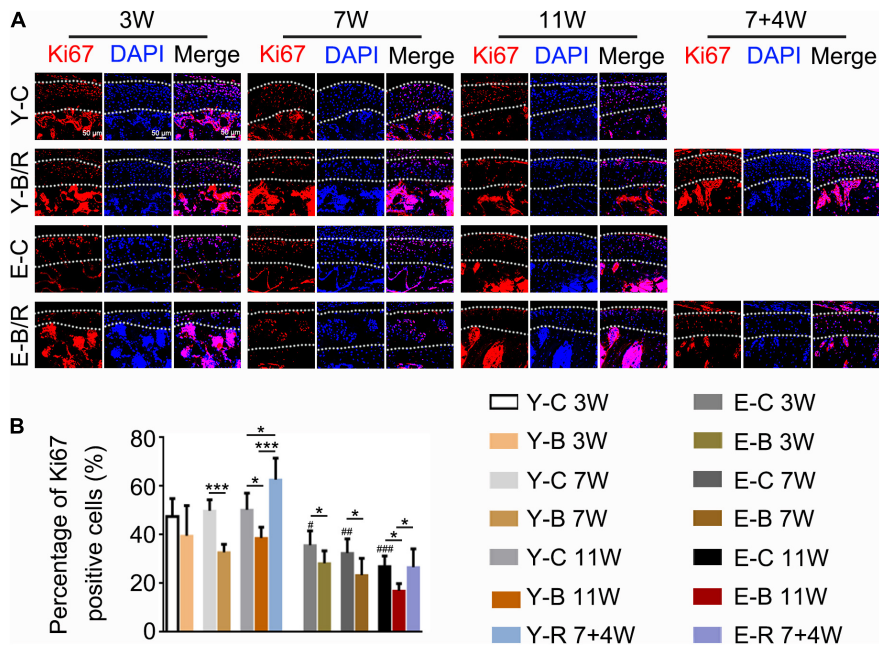 A
3W 7W 11W 7+4W
Ki67 DAPI Merge Ki67 DAPI Merge Ki67 DAPI Merge Ki67 DAPI Merge
Y-C
50 µm 50 µm
Y-B/R
E-C
E-B/R
B
Percentage of Ki67
positive cells (%)
80
60
40
20
0
***
*
***
*
#
*
##
*
###
*
*
Y-C 3W E-C 3W
Y-B 3W E-B 3W
Y-C 7W E-C 7W
Y-B 7W E-B 7W
Y-C 11W E-C 11W
Y-B 11W E-B 11W
Y-R 7+4W E-R 7+4W